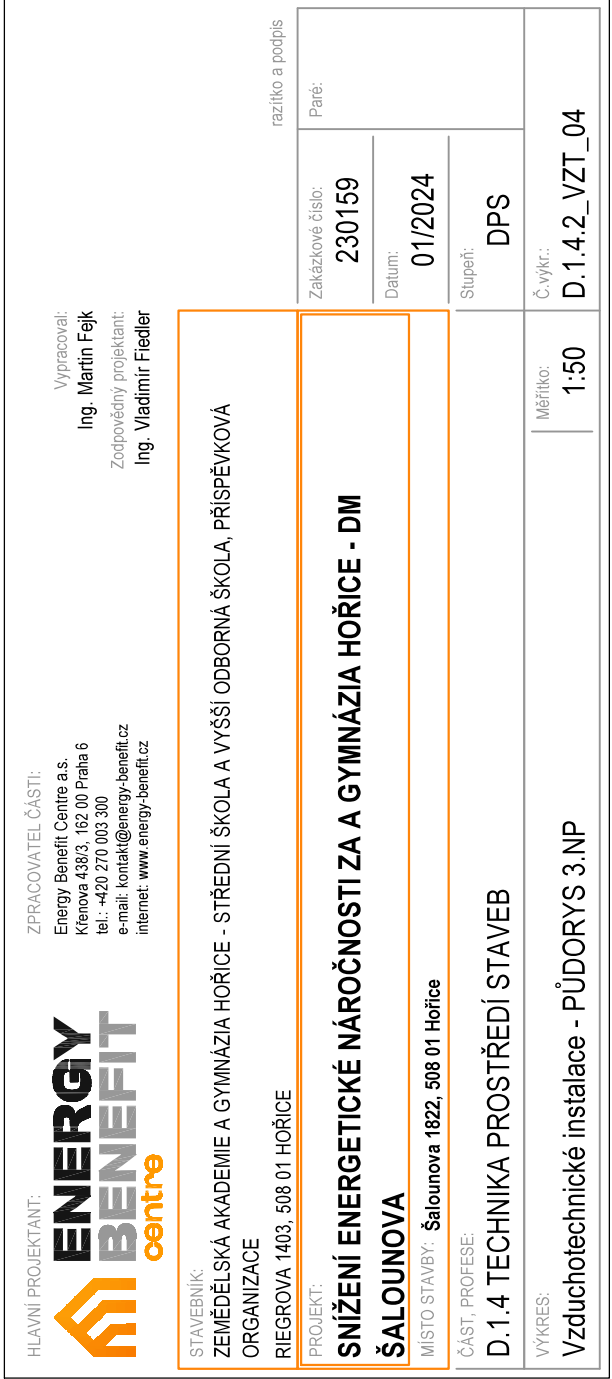 HLAVNÍ PROJEKTANT:
ENERGY
BENEFIT
centre
ZPRACOVATEL ČÁSTI:
Energy Benefit Centre a.s.
Křenova 438/3, 162 00 Praha 6
tel.: +420 270 003 300
e-mail: kontakt@energy-benefit.cz
internet: www.energy-benefit.cz
Vypracoval:
Ing. Martin Fejk
Zodpovědný projektant:
Ing. Vladimír Fiedler
razítko a podpis
STAVEBNÍK:
ZEMĚDĚLSKÁ AKADEMIE A GYMNÁZIA HOŘICE - STŘEDNÍ ŠKOLA A VYŠŠÍ ODBORNÁ ŠKOLA, PŘÍSPĚVKOVÁ
ORGANIZACE
RIEGROVA 1403, 508 01 HOŘICE
PROJEKT:
SNÍŽENÍ ENERGETICKÉ NÁROČNOSTI ZA A GYMNÁZIA HOŘICE - DM
ŠALOUNOVA
MÍSTO STAVBY: Šalounova 1822, 508 01 Hořice
Zakázkové číslo:
230159
Paré:
Datum:
01/2024
ČÁST, PROFESE:
D.1.4 TECHNIKA PROSTŘEDÍ STAVEB
Stupeň:
DPS
VÝKRES:
Vzduchotechnické instalace - PŮDORYS 3.NP
Měřítko:
1:50
Č.výkr.:
D.1.4.2_VZT_04